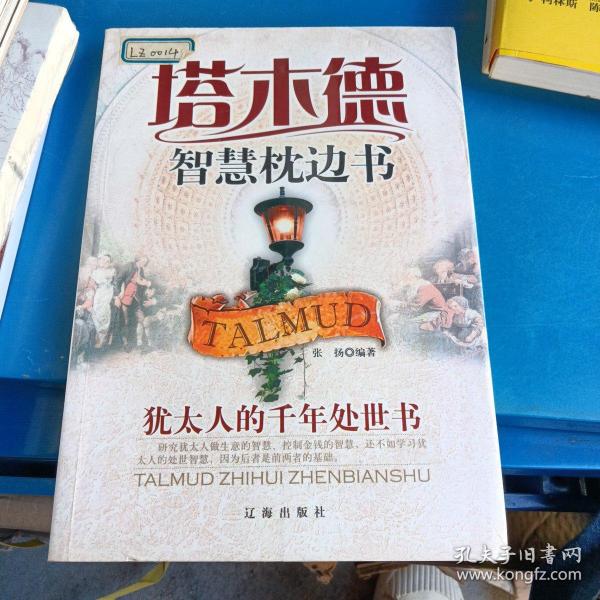 LZ 0014
塔木德
智慧枕边书
TALMUD
张 扬◎编著
犹太人的千年处世书
研究犹太人做生意的智慧、控制金钱的智慧，还不如学习犹
太人的处世智慧，因为后者是前两者的基础。
TALMUD ZHIHUI ZHENBIANSHU
辽海出版社
柯林斯 陈
孔夫子旧书网
www.kongfz.com